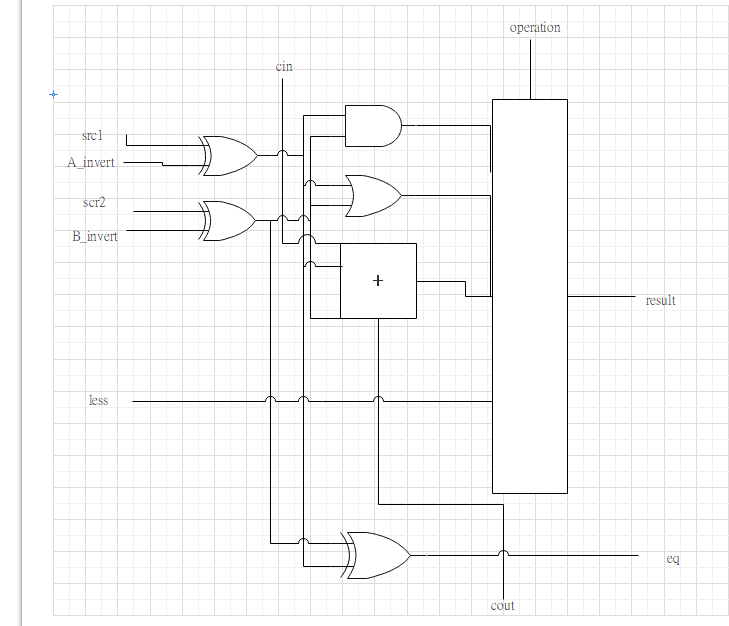 operation
cin
src1
A_invert
scr2
B_invert
+
result
less
eq
cout